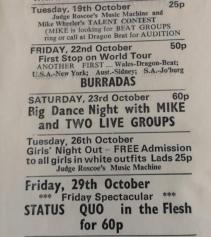 Tuesday, 19th October 25p
Judge Roscoe's Music Machine and
Mike Wheeler's TALENT CONTEST
(MIKE is looking for BEAT GROUPS
ring or call at Dragon Beat for AUDITION
FRIDAY, 22nd October 50p
First Stop on World Tour
ANOTHER FIRST ... Wales-Dragon-Beat;
U.S.A.-New York; Aust.-Sidney; S.A.-Jo'burg
BURRADAS
SATURDAY, 23rd October 60p
Big Dance Night with MIKE
and TWO LIVE GROUPS
Tuesday, 26th October
Girls' Night Out – FREE Admission
to all girls in white outfits Lads 25p
Judge Roscoe's Music Machine
Friday, 29th October
*** Friday Spectacular ***
STATUS QUO in the Flesh
for 60p